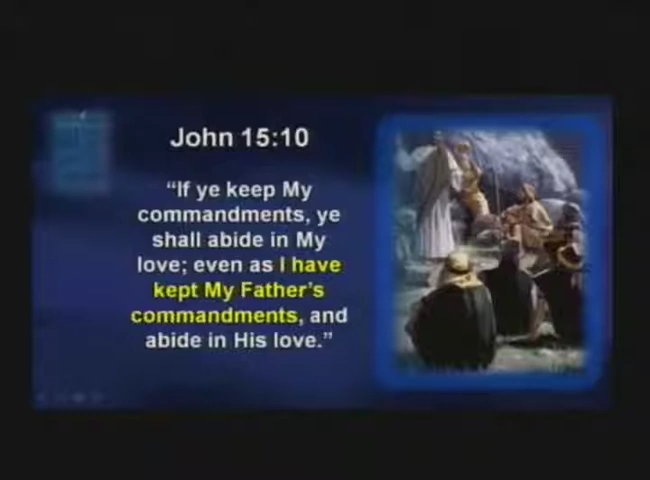 John 15:10
“If ye keep My
commandments, ye
shall abide in My
love; even as I have
kept My Father’s
commandments, and
abide in His love.”